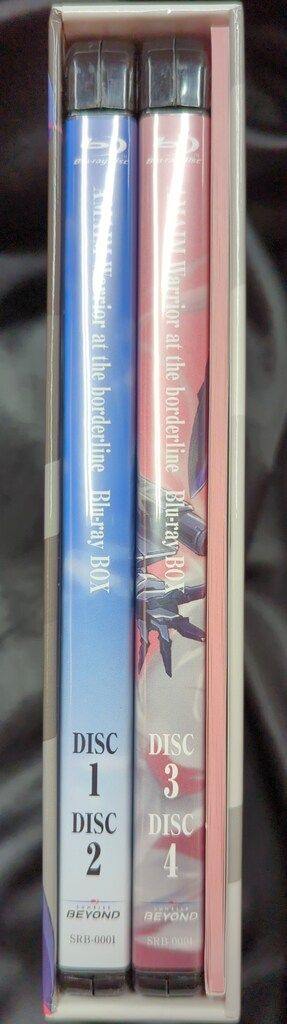 Blu-ray Disc
AMAIM Warrior at the borderline Blu-ray BOX
DISC
1
DISC
2
SUNRISE
BEYOND
SRB-0001
Blu-ray Disc
AMAIM Warrior at the borderline Blu-ray BOX
DISC
3
DISC
4
SUNRISE
BEYOND
SRB-0001